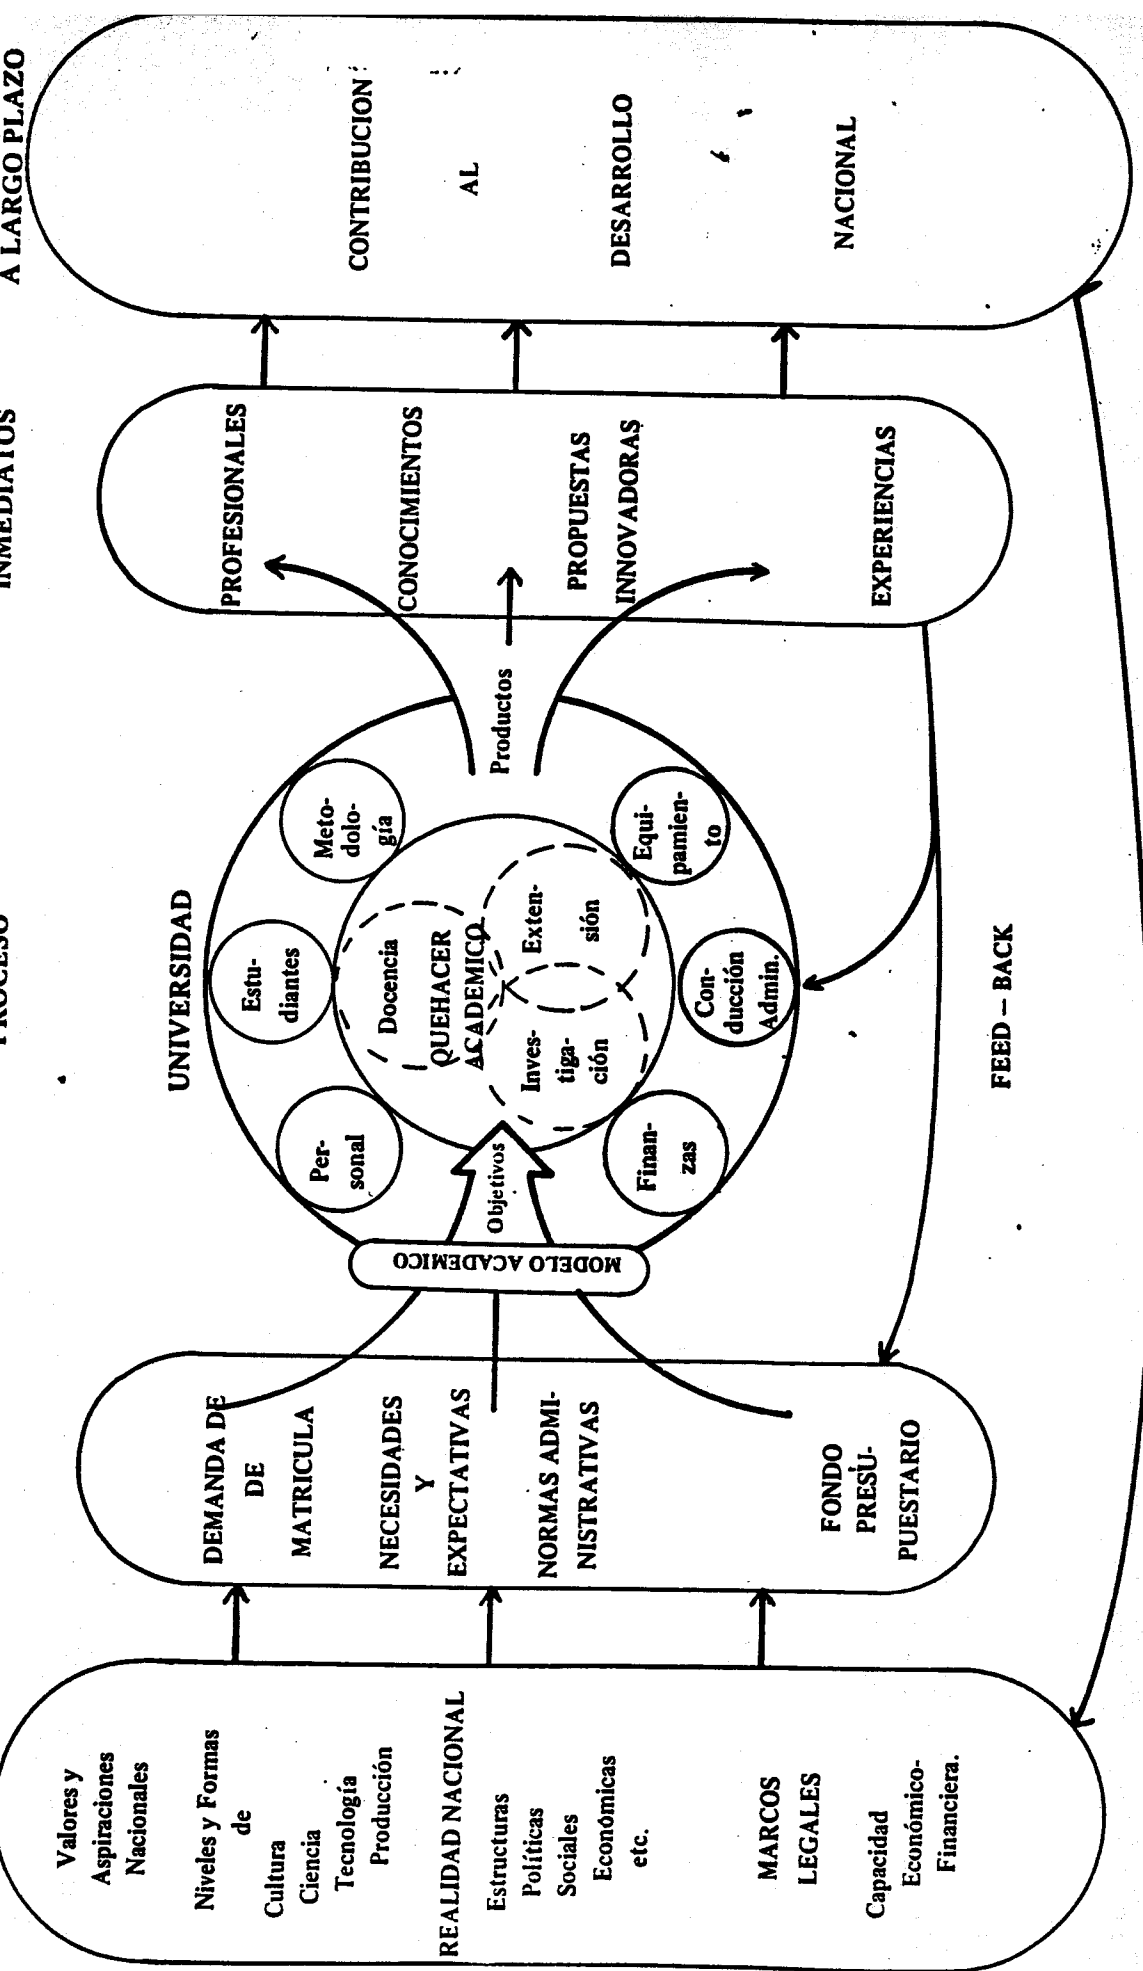 PROCESO
INMEDIATOS
A LARGO PLAZO
Valores y
Aspiraciones
Nacionales
Niveles y Formas
de
Cultura
Ciencia
Tecnología
Producción
REALIDAD NACIONAL
Estructuras
Políticas
Sociales
Económicas
etc.
MARCOS
LEGALES
Capacidad
Económico-
Financiera.
DEMANDA DE
DE
MATRICULA
NECESIDADES
Y
EXPECTATIVAS
NORMAS ADMI-
NISTRATIVAS
FONDO
PRESU-
PUESTARIO
MODELO ACADEMICO
Objetivos
UNIVERSIDAD
Per-
sonal
Estu-
diantes
Meto-
dolo-
gía
Docencia
QUEHACER
ACADEMICO
Inves-
tiga-
ción
Exten-
sión
Finan-
zas
Con-
ducción
Admin.
Equi-
pamien-
to
Productos
PROFESIONALES
CONOCIMIENTOS
PROPUESTAS
INNOVADORAS
EXPERIENCIAS
CONTRIBUCION
AL
DESARROLLO
NACIONAL
FEED – BACK